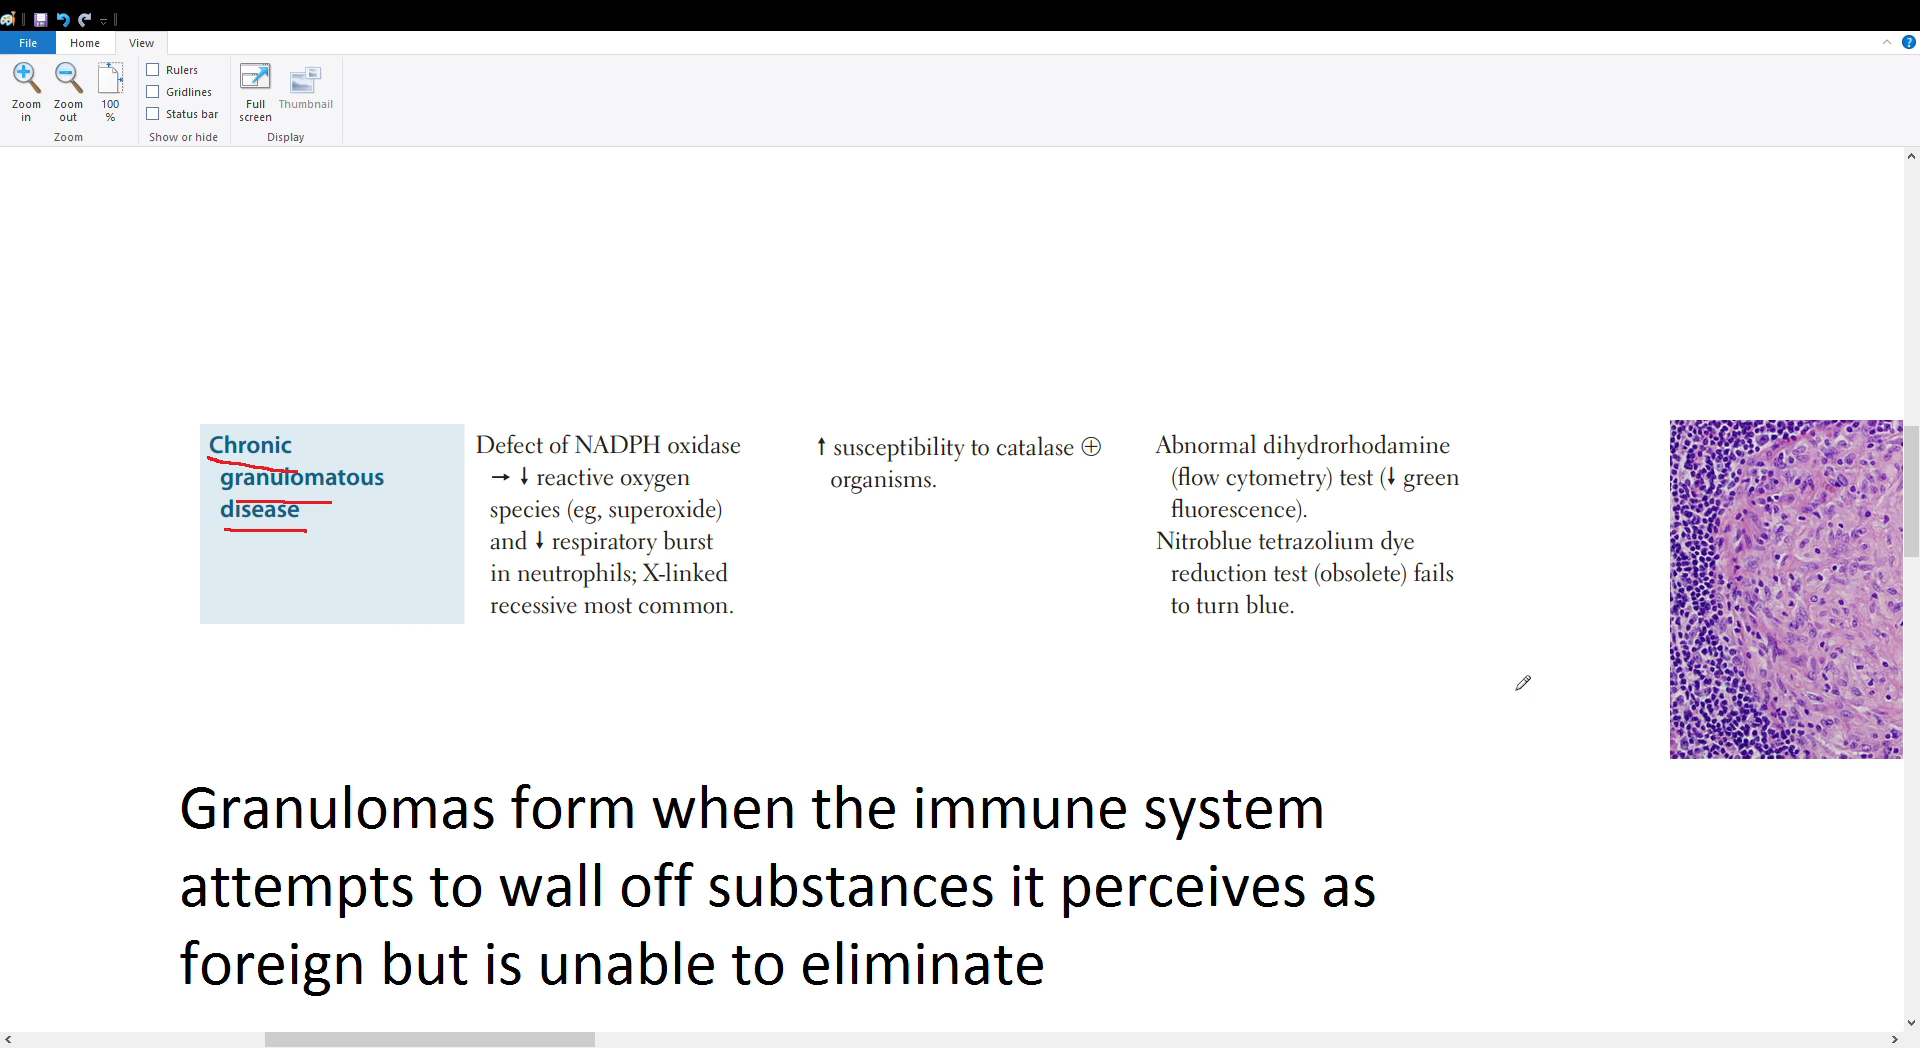 File Home View
?
Zoom in
Zoom out
100 %
Rulers
Gridlines
Status bar
Full screen
Thumbnail
Zoom
Show or hide
Display
Chronic
granulomatous
disease
Defect of NADPH oxidase
→ ↓ reactive oxygen
species (eg, superoxide)
and ↓ respiratory burst
in neutrophils; X-linked
recessive most common.
↑ susceptibility to catalase ⊕
organisms.
Abnormal dihydrorhodamine
(flow cytometry) test (↓ green
fluorescence).
Nitroblue tetrazolium dye
reduction test (obsolete) fails
to turn blue.
Granulomas form when the immune system
attempts to wall off substances it perceives as
foreign but is unable to eliminate